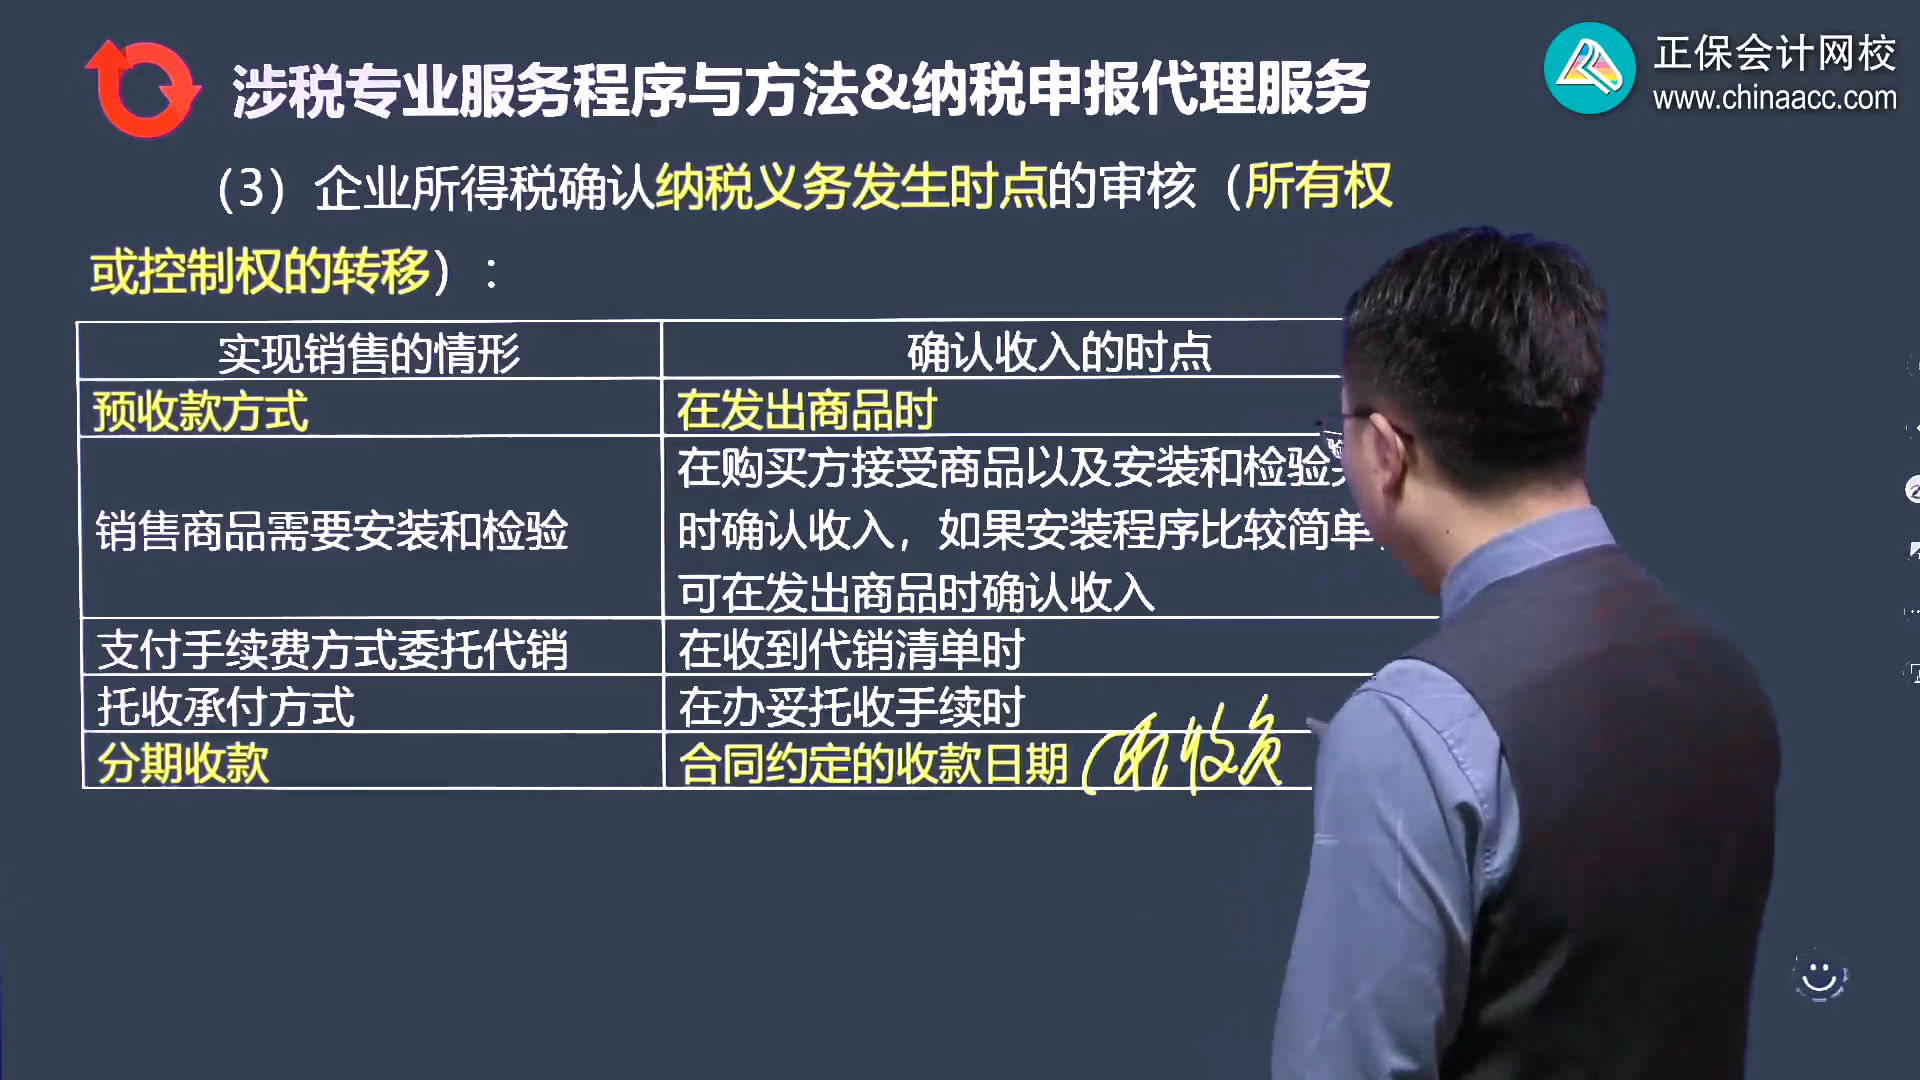 正保会计网校
www.chinaacc.com
涉税专业服务程序与方法&纳税申报代理服务
（3）企业所得税确认纳税义务发生时点的审核（所有权
或控制权的转移）：
实现销售的情形
确认收入的时点
预收款方式
在发出商品时
销售商品需要安装和检验
在购买方接受商品以及安装和检验
时确认收入，如果安装程序比较简单
可在发出商品时确认收入
支付手续费方式委托代销
在收到代销清单时
托收承付方式
在办妥托收手续时
分期收款
合同约定的收款日期